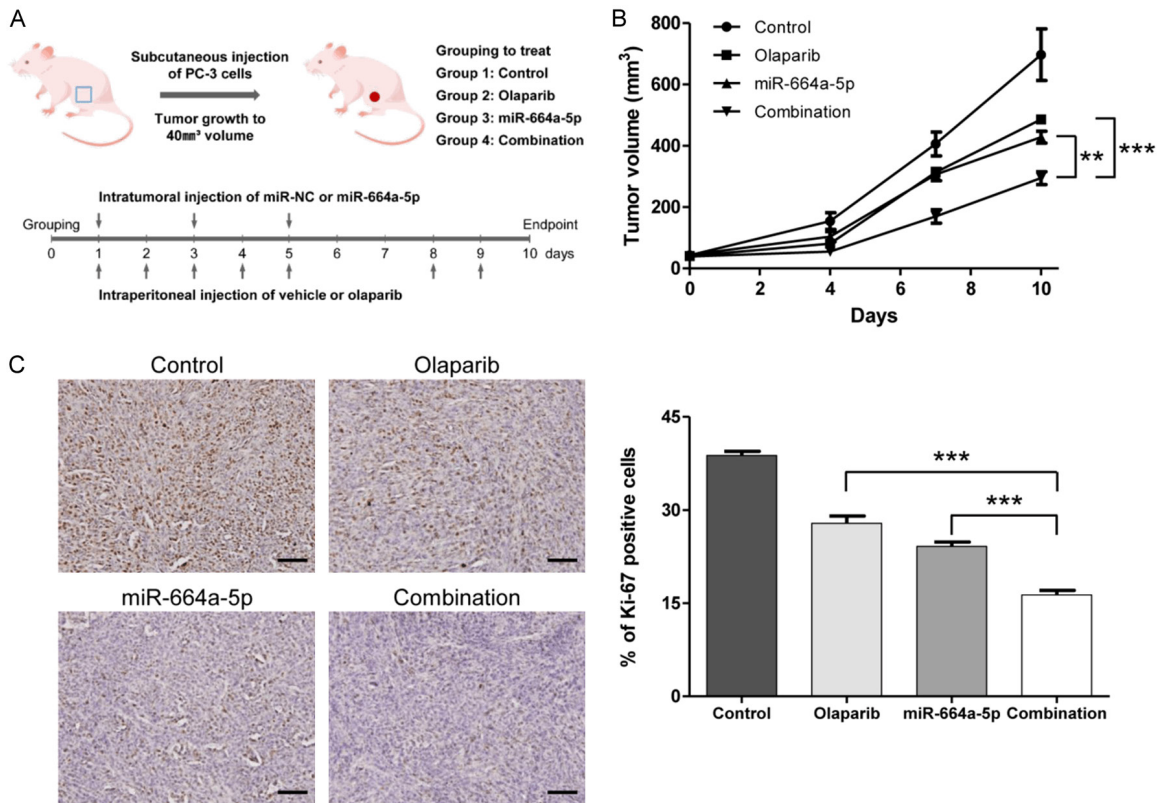 A
Subcutaneous injection
of PC-3 cells
Tumor growth to
40mm³ volume
Grouping to treat
Group 1: Control
Group 2: Olaparib
Group 3: miR-664a-5p
Group 4: Combination
Intratumoral injection of miR-NC or miR-664a-5p
Grouping
Endpoint
0 1 2 3 4 5 6 7 8 9 10 days
Intraperitoneal injection of vehicle or olaparib
B
Tumor volume (mm³)
800
600
400
200
0
Control
Olaparib
miR-664a-5p
Combination
**
***
0 2 4 6 8 10
Days
C
Control
Olaparib
miR-664a-5p
Combination
% of Ki-67 positive cells
45
30
15
0
***
***
Control Olaparib miR-664a-5p Combination